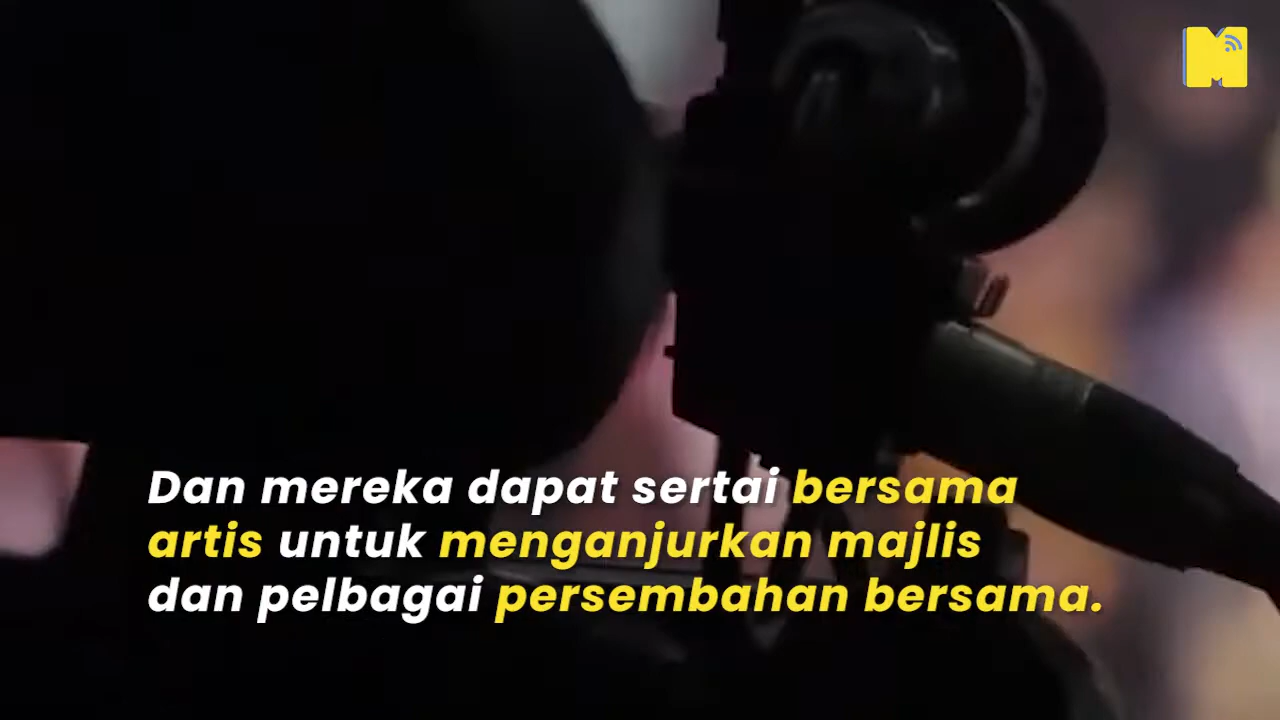 Dan mereka dapat sertai bersama
artis untuk menganjurkan majlis
dan pelbagai persembahan bersama.